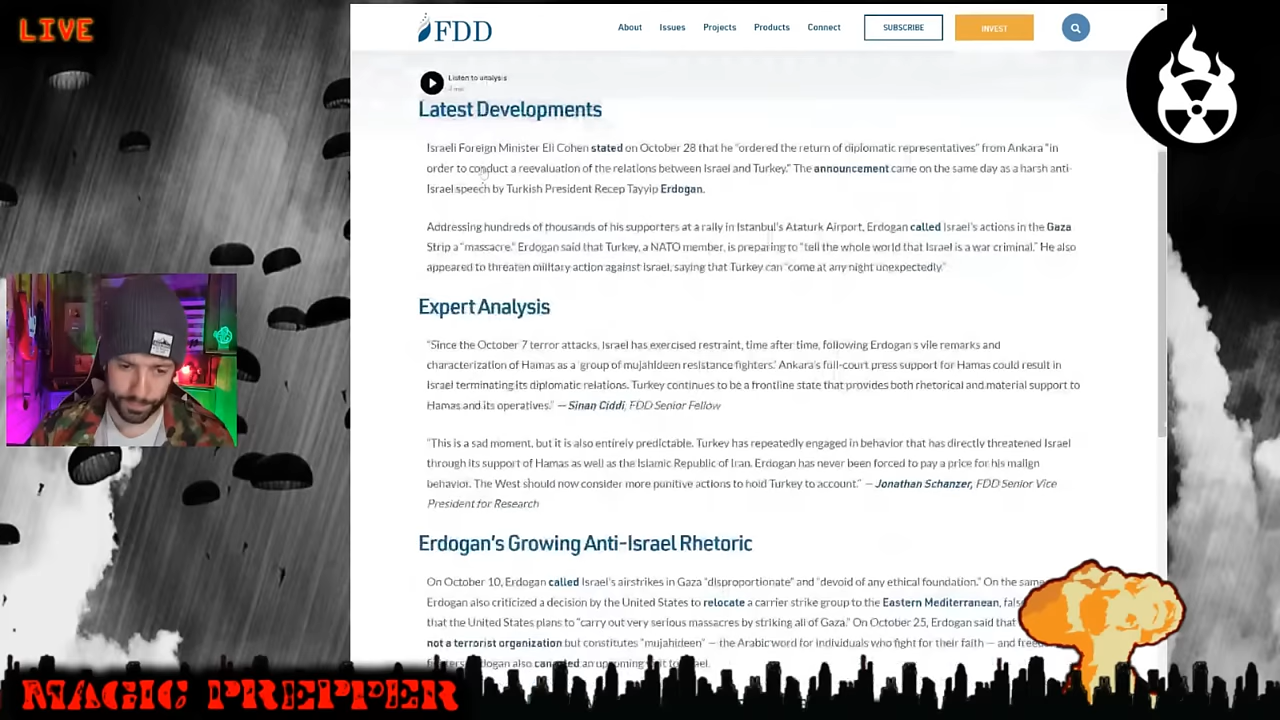 LIVE
FDD
About Issues Projects Products Connect SUBSCRIBE INVEST
Listen to analysis
Latest Developments
Israeli Foreign Minister Eli Cohen stated on October 28 that he "ordered the return of diplomatic representatives" from Ankara "in
order to conduct a reevaluation of the relations between Israel and Turkey." The announcement came on the same day as a harsh anti-
Israel speech by Turkish President Recep Tayyip Erdogan.
Addressing hundreds of thousands of his supporters at a rally in Istanbul's Ataturk Airport, Erdogan called Israel's actions in the Gaza
Strip a "massacre." Erdogan said that Turkey, a NATO member, is preparing to "tell the whole world that Israel is a war criminal." He also
appeared to threaten military action against Israel, saying that Turkey can "come at any night unexpectedly."
Expert Analysis
"Since the October 7 terror attacks, Israel has exercised restraint, time after time, following Erdogan's vile remarks and
characterization of Hamas as a 'group of mujahideen resistance fighters.' Ankara's full-court press support for Hamas could result in
Israel terminating its diplomatic relations. Turkey continues to be a frontline state that provides both rhetorical and material support to
Hamas and its operatives." — Sinan Ciddi, FDD Senior Fellow
"This is a sad moment, but it is also entirely predictable. Turkey has repeatedly engaged in behavior that has directly threatened Israel
through its support of Hamas as well as the Islamic Republic of Iran. Erdogan has never been forced to pay a price for his malign
behavior. The West should now consider more punitive actions to hold Turkey to account." — Jonathan Schanzer, FDD Senior Vice
President for Research
Erdogan's Growing Anti-Israel Rhetoric
On October 10, Erdogan called Israel's airstrikes in Gaza "disproportionate" and "devoid of any ethical foundation." On the same
Erdogan also criticized a decision by the United States to relocate a carrier strike group to the Eastern Mediterranean,
that the United States plans to "carry out very serious massacres by striking all of Gaza." On October 25, Erdogan said that
not a terrorist organization but constitutes "mujahideen" — the Arabic word for individuals who fight for their faith — and
Erdogan also an upcoming to
MAGIC PREPPER